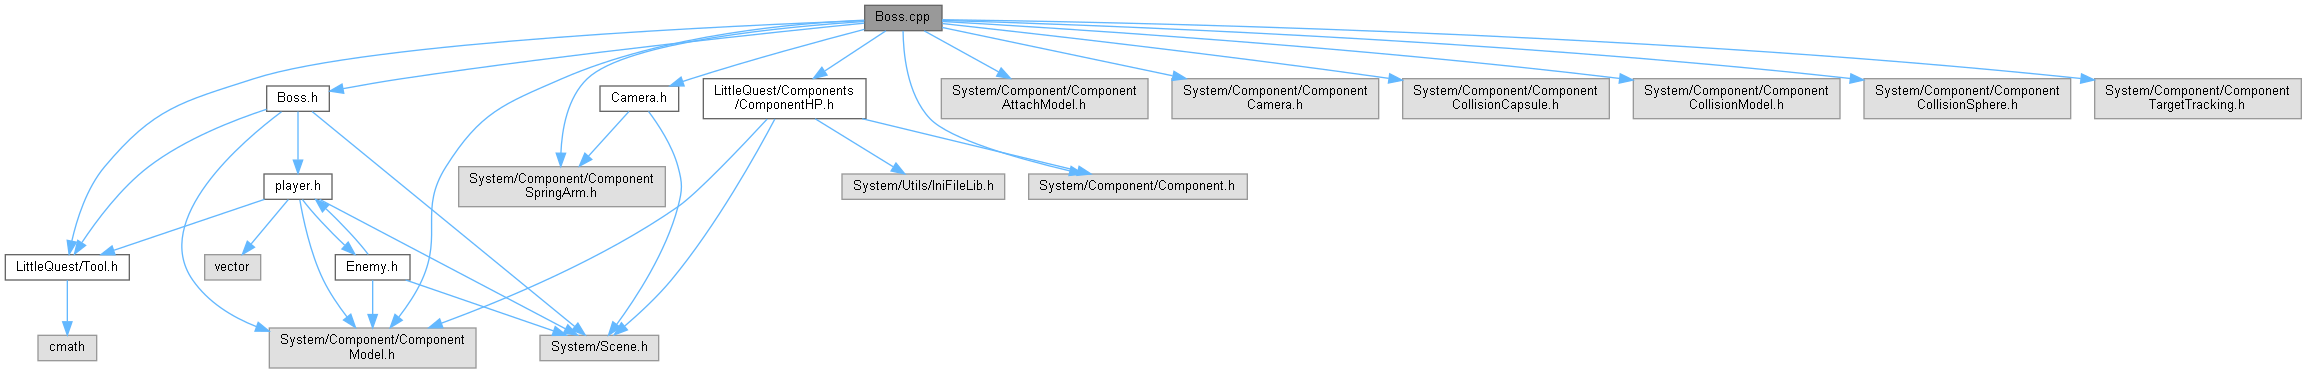 Boss.cpp
Boss.h
Camera.h
LittleQuest/Components
/ComponentHP.h
System/Component/Component
AttachModel.h
System/Component/Component
Camera.h
System/Component/Component
CollisionCapsule.h
System/Component/Component
CollisionModel.h
System/Component/Component
CollisionSphere.h
System/Component/Component
TargetTracking.h
player.h
System/Component/Component
SpringArm.h
System/Utils/IniFileLib.h
System/Component/Component.h
LittleQuest/Tool.h
vector
Enemy.h
cmath
System/Component/Component
Model.h
System/Scene.h